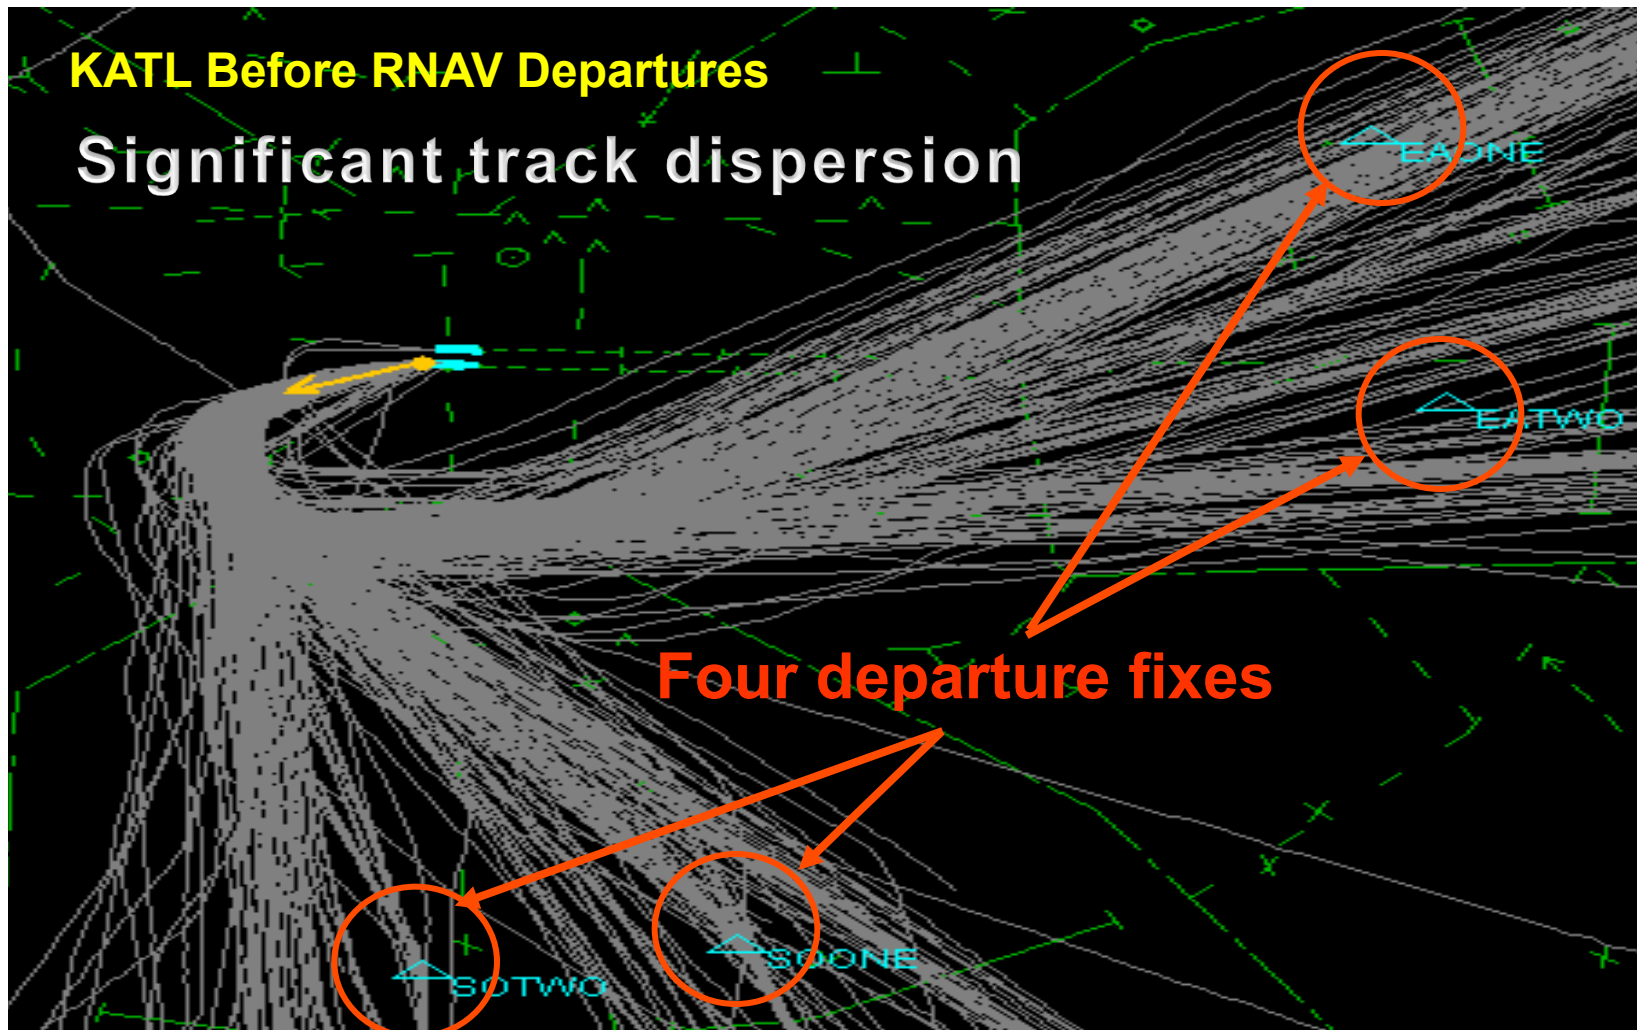 KATL Before RNAV Departures
Significant track dispersion
EAONE
EATWO
Four departure fixes
SOONE
SOTWO